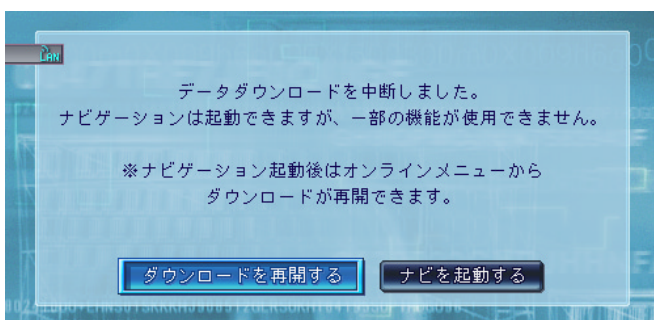 LAN
データダウンロードを中断しました。
ナビゲーションは起動できますが、一部の機能が使用できません。
※ナビゲーション起動後はオンラインメニューから
ダウンロードが再開できます。
ダウンロードを再開する
ナビを起動する